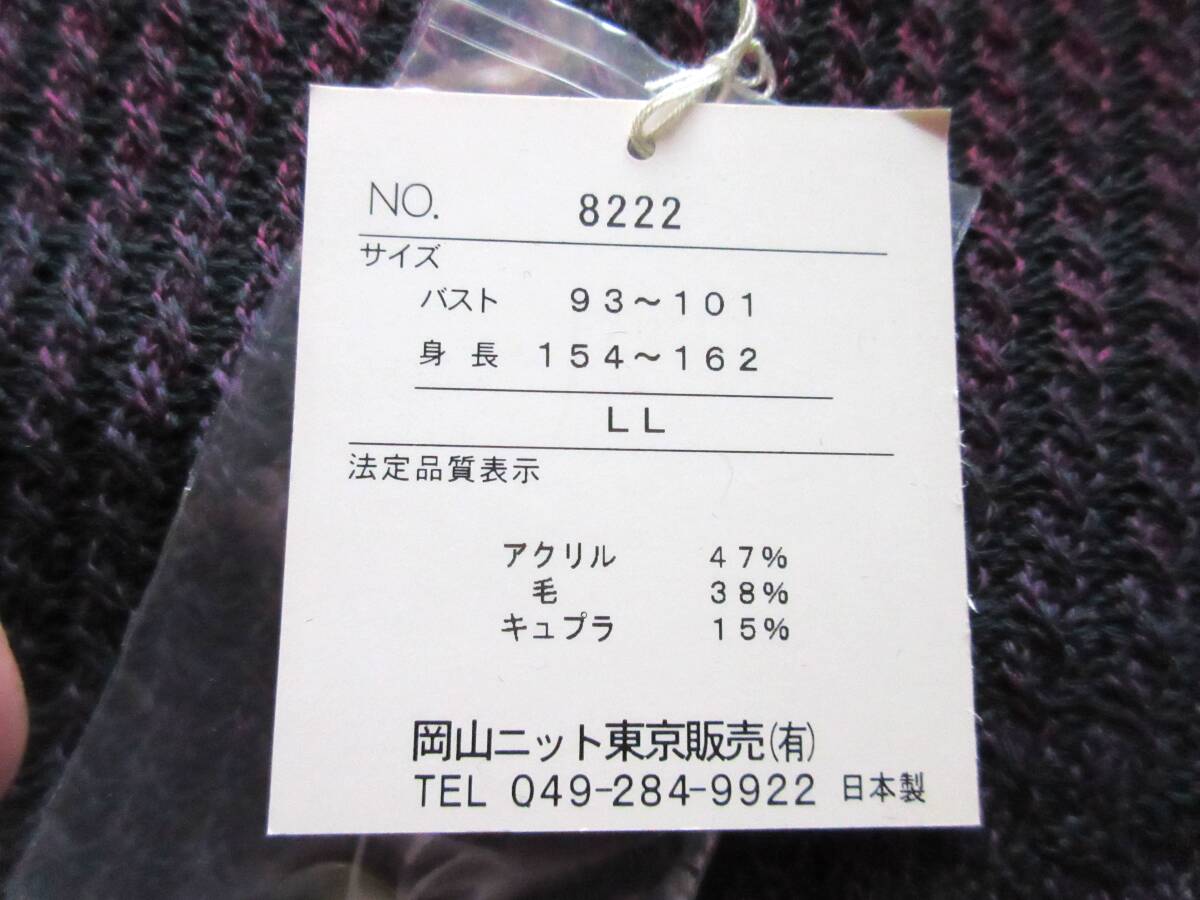 NO. 8222
サイズ
バスト 93～101
身長 154～162
LL
法定品質表示
アクリル 47%
毛 38%
キュプラ 15%
岡山ニット東京販売(有)
TEL 049-284-9922 日本製